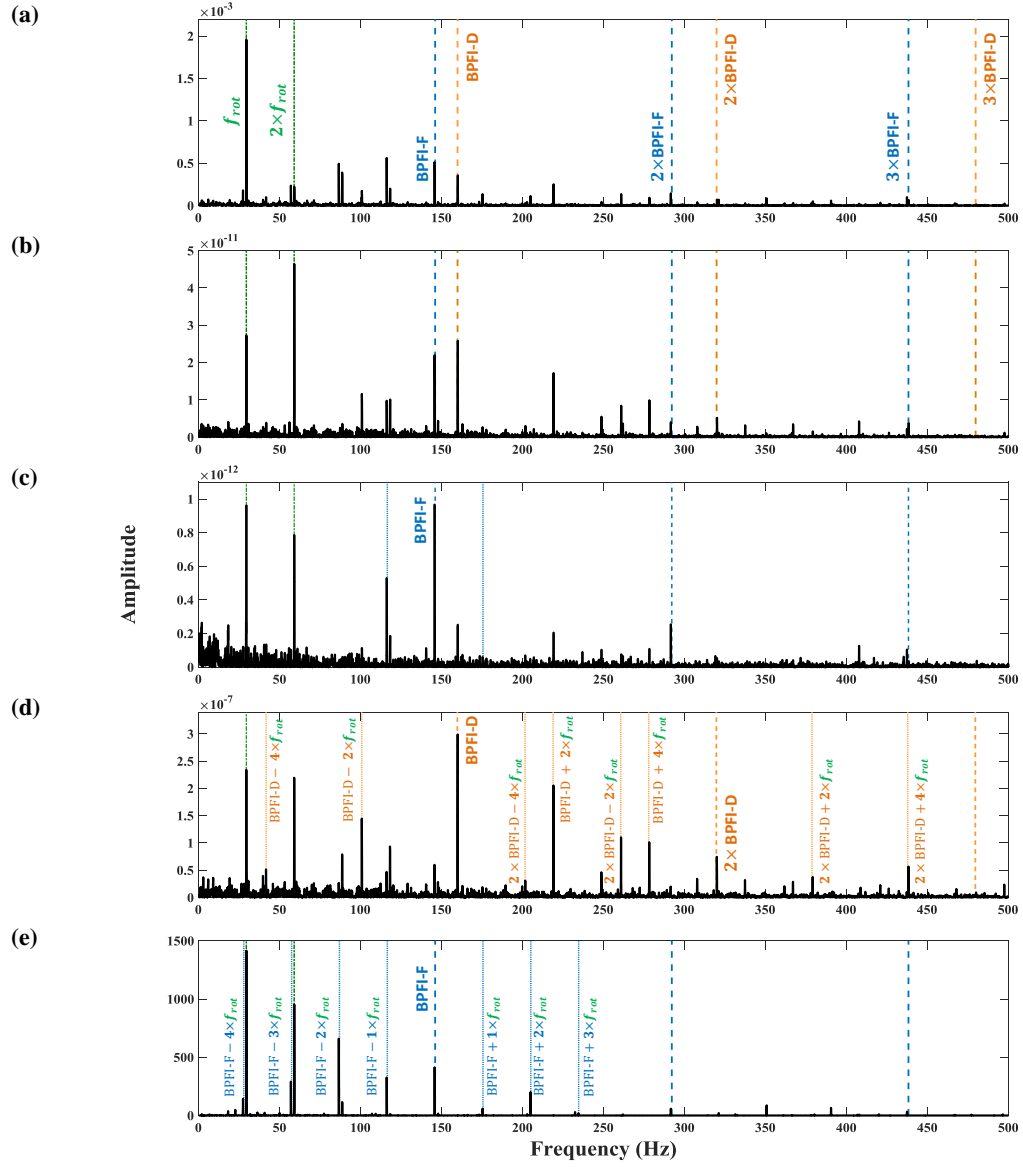 (a)
×10⁻³
2
1.5
1
0.5
0
f_rot
2×f_rot
BPFI-F
BPFI-D
2×BPFI-F
2×BPFI-D
3×BPFI-F
3×BPFI-D
0 50 100 150 200 250 300 350 400 450 500
(b)
×10⁻¹¹
5
4
3
2
1
0
0 50 100 150 200 250 300 350 400 450 500
(c)
×10⁻¹²
1
0.8
0.6
0.4
0.2
0
BPFI-F
0 50 100 150 200 250 300 350 400 450 500
Amplitude
(d)
×10⁻⁷
3
2.5
2
1.5
1
0.5
0
BPFI-D − 4×f_rot
BPFI-D − 2×f_rot
BPFI-D
2 × BPFI-D − 4×f_rot
BPFI-D + 2×f_rot
2 × BPFI-D − 2×f_rot
BPFI-D + 4×f_rot
2 × BPFI-D
2 × BPFI-D + 2×f_rot
2 × BPFI-D + 4×f_rot
0 50 100 150 200 250 300 350 400 450 500
(e)
1500
1000
500
0
BPFI-F − 4×f_rot
BPFI-F − 3×f_rot
BPFI-F − 2×f_rot
BPFI-F − 1×f_rot
BPFI-F
BPFI-F + 1×f_rot
BPFI-F + 2×f_rot
BPFI-F + 3×f_rot
0 50 100 150 200 250 300 350 400 450 500
Frequency (Hz)